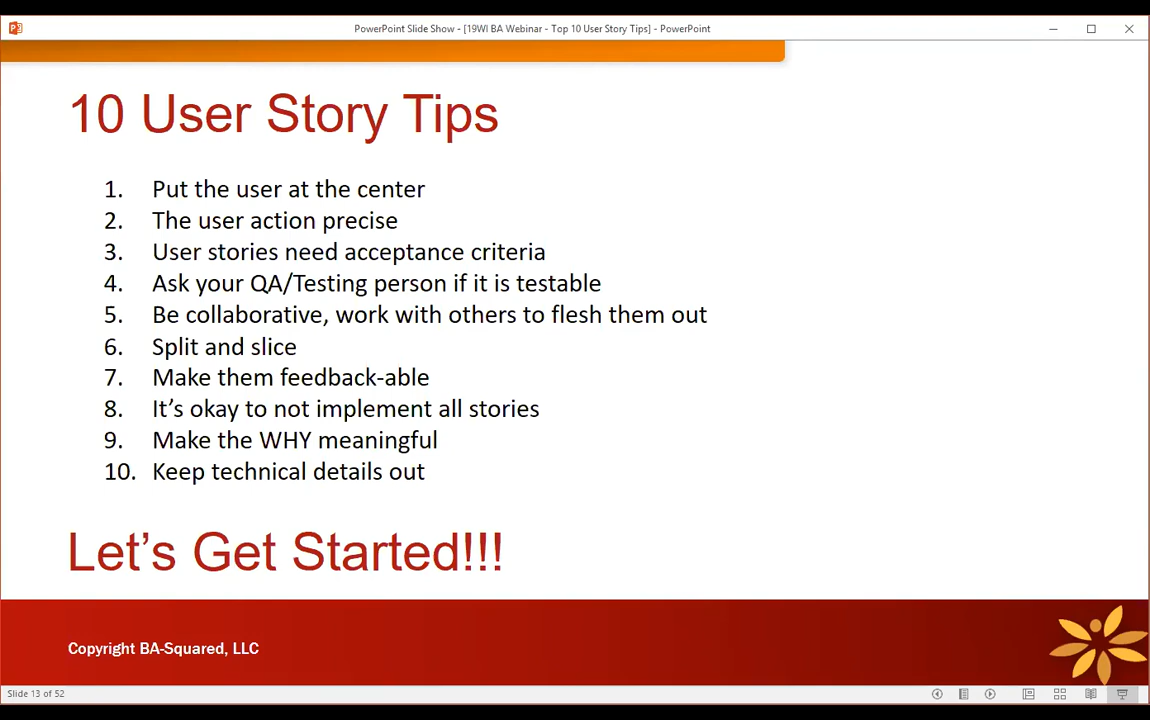 PowerPoint Slide Show - [19WI BA Webinar - Top 10 User Story Tips] - PowerPoint
10 User Story Tips
1. Put the user at the center
2. The user action precise
3. User stories need acceptance criteria
4. Ask your QA/Testing person if it is testable
5. Be collaborative, work with others to flesh them out
6. Split and slice
7. Make them feedback-able
8. It’s okay to not implement all stories
9. Make the WHY meaningful
10. Keep technical details out
Let’s Get Started!!!
Copyright BA-Squared, LLC
Slide 13 of 52